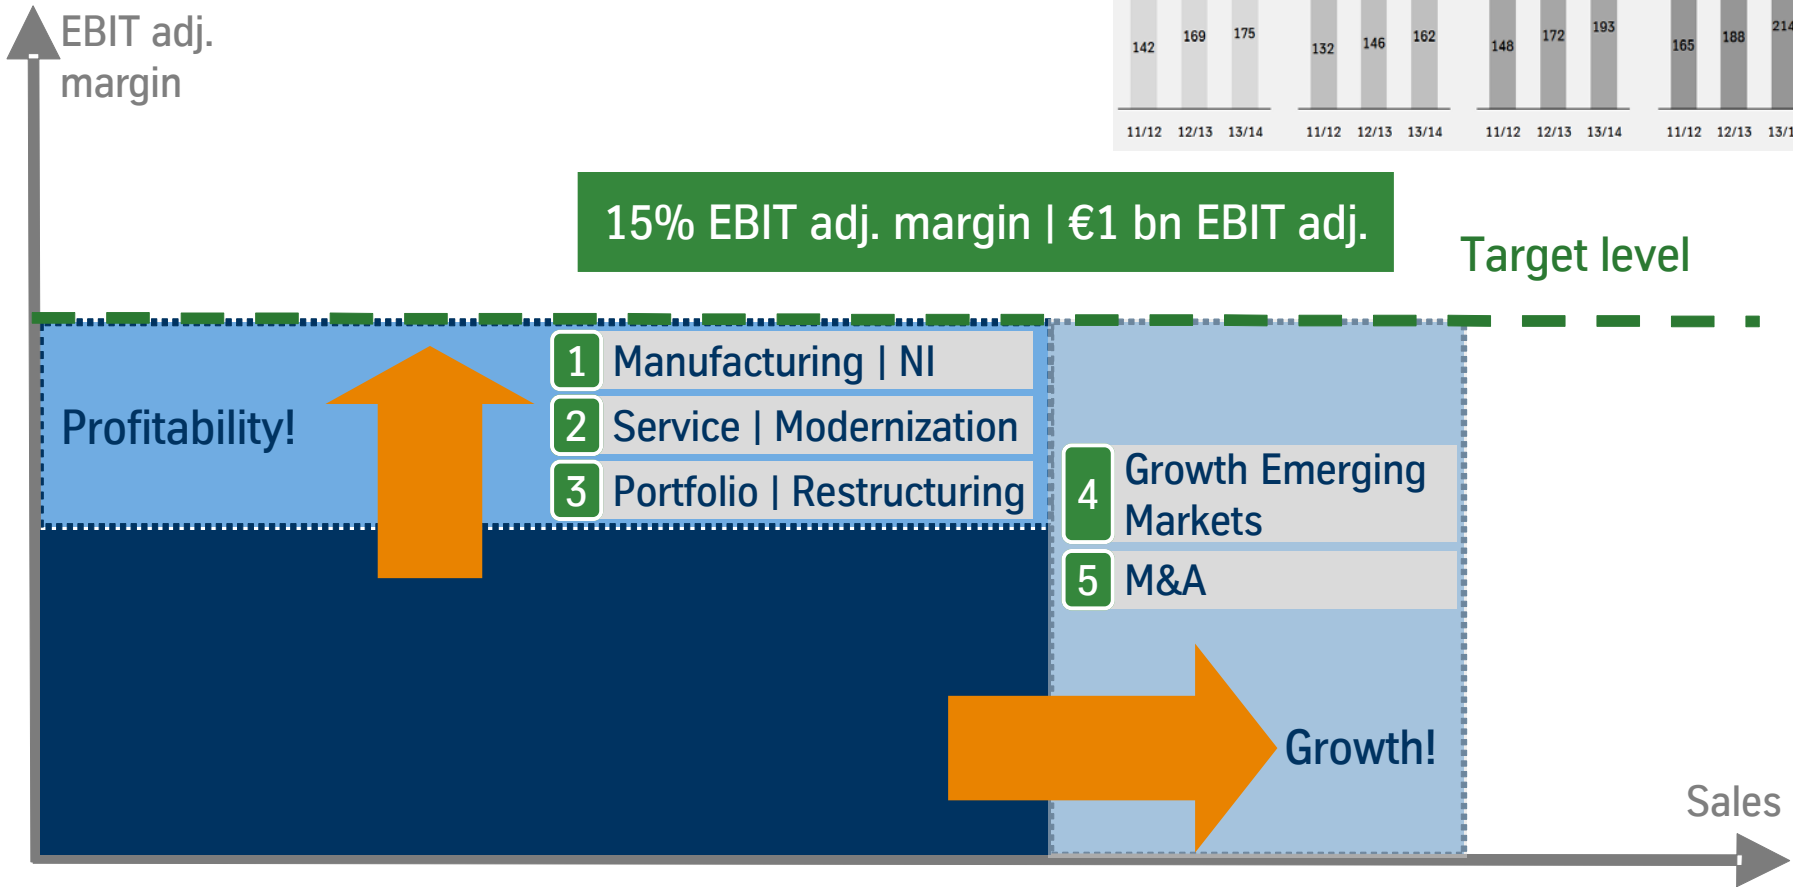 EBIT adj.
margin
142 169 175 132 146 162 148 172 193 165 188 214
11/12 12/13 13/14 11/12 12/13 13/14 11/12 12/13 13/14 11/12 12/13 13/1
15% EBIT adj. margin | €1 bn EBIT adj.
Target level
Profitability!
1 Manufacturing | NI
2 Service | Modernization
3 Portfolio | Restructuring
4 Growth Emerging
Markets
5 M&A
Growth!
Sales